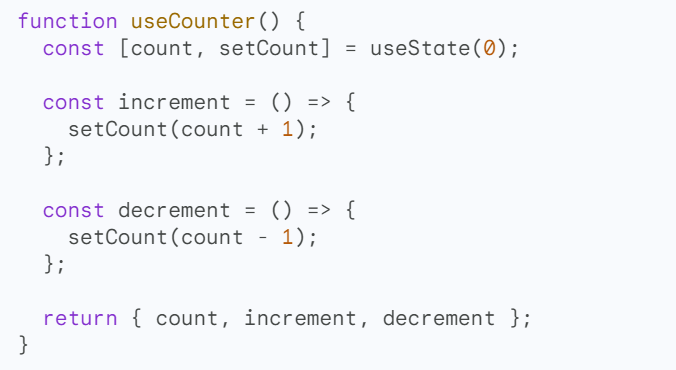 function useCounter() {
  const [count, setCount] = useState(0);

  const increment = () => {
    setCount(count + 1);
  };

  const decrement = () => {
    setCount(count - 1);
  };

  return { count, increment, decrement };
}